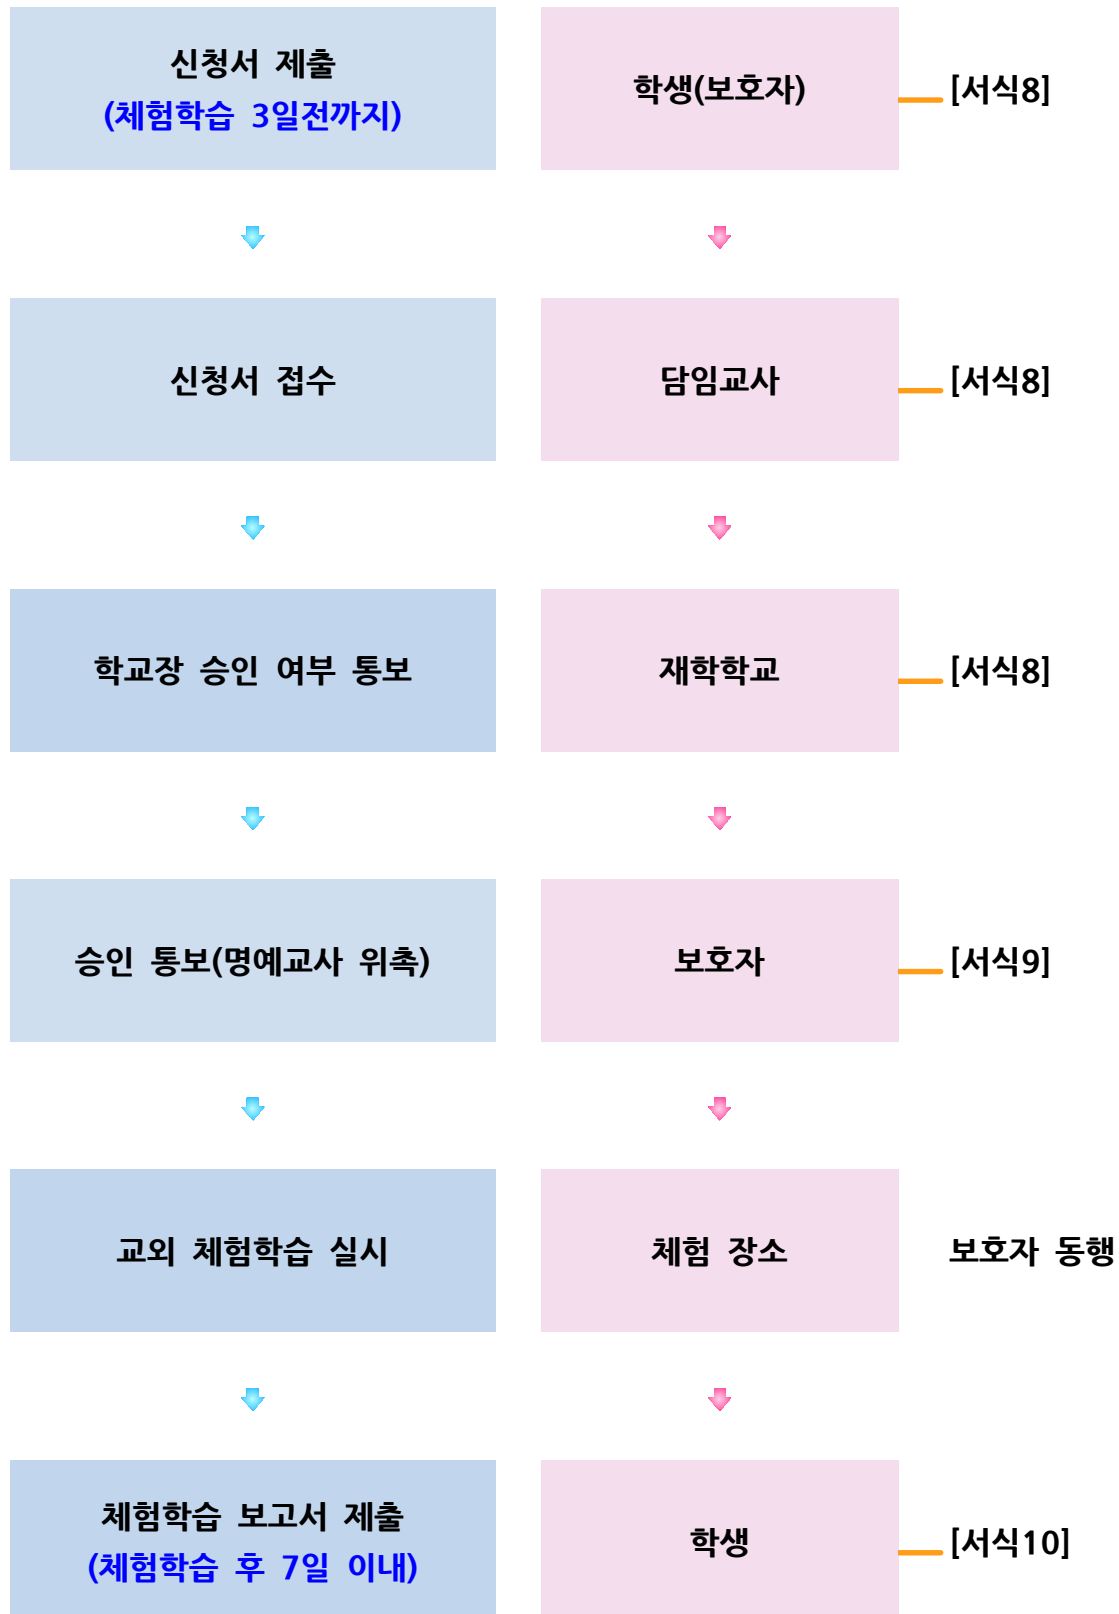 신청서 제출
(체험학습 3일전까지)
학생(보호자)
[서식8]
신청서 접수
담임교사
[서식8]
학교장 승인 여부 통보
재학학교
[서식8]
승인 통보(명예교사 위촉)
보호자
[서식9]
교외 체험학습 실시
체험 장소
보호자 동행
체험학습 보고서 제출
(체험학습 후 7일 이내)
학생
[서식10]